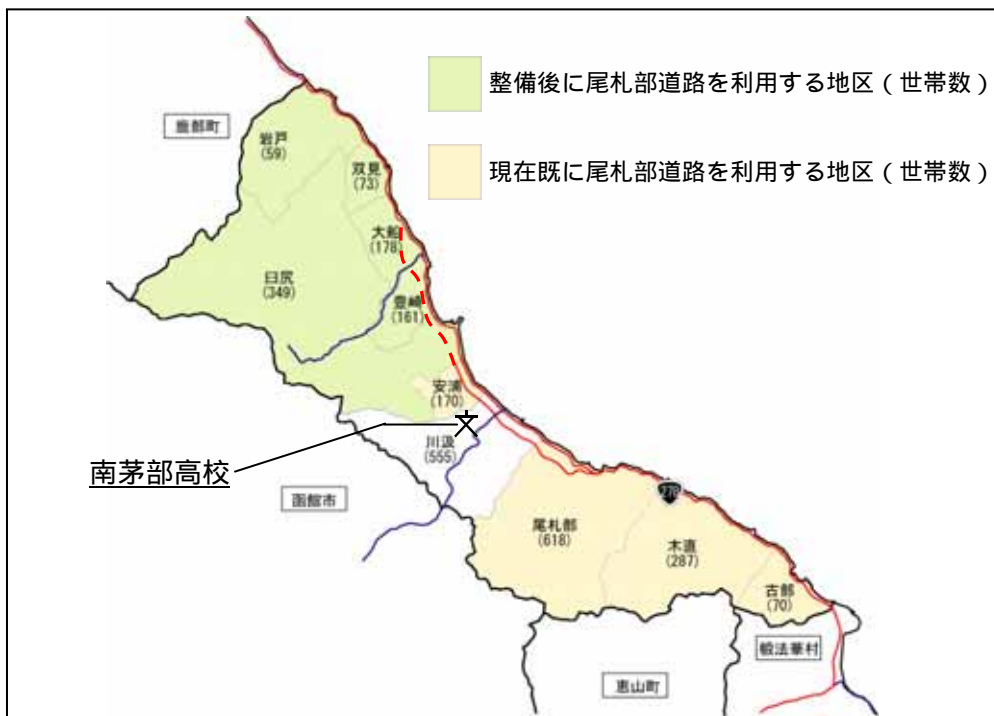 整備後に尾札部道路を利用する地区（世帯数）
現在既に尾札部道路を利用する地区（世帯数）
鹿部町
岩戸
(59)
双見
(73)
大船
(178)
臼尻
(349)
豊崎
(161)
安浦
(170)
川汲
(555)
南茅部高校
函館市
尾札部
(618)
278
木直
(287)
古部
(70)
椴法華村
恵山町